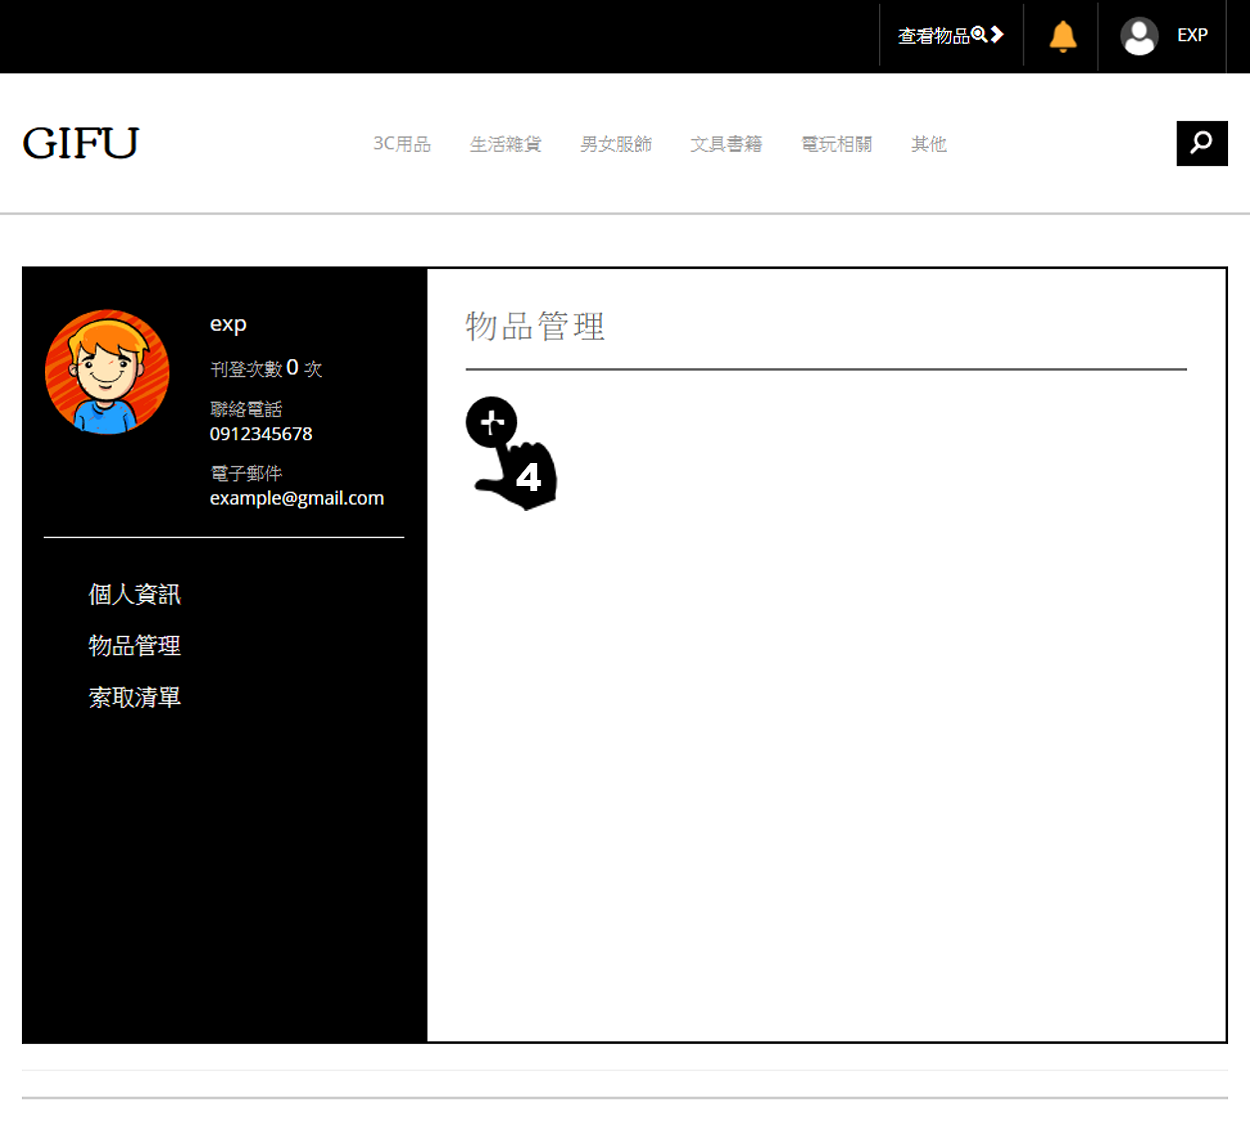 查看物品
EXP
GIFU
3C用品 生活雜貨 男女服飾 文具書籍 電玩相關 其他
exp
刊登次數 0 次
聯絡電話
0912345678
電子郵件
example@gmail.com
個人資訊
物品管理
索取清單
物品管理
4